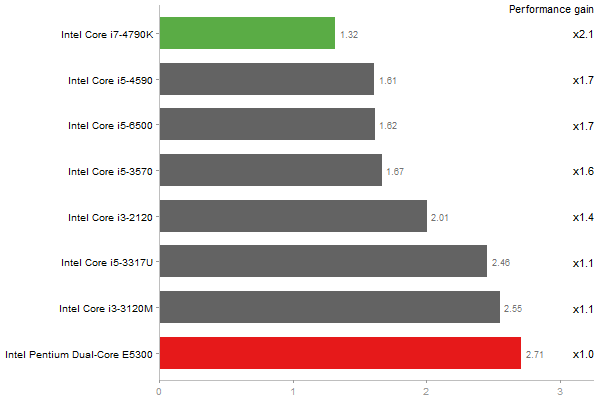 Performance gain
Intel Core i7-4790K 1.32 x2.1
Intel Core i5-4590 1.61 x1.7
Intel Core i5-6500 1.62 x1.7
Intel Core i5-3570 1.67 x1.6
Intel Core i3-2120 2.01 x1.4
Intel Core i5-3317U 2.46 x1.1
Intel Core i3-3120M 2.55 x1.1
Intel Pentium Dual-Core E5300 2.71 x1.0
0 1 2 3